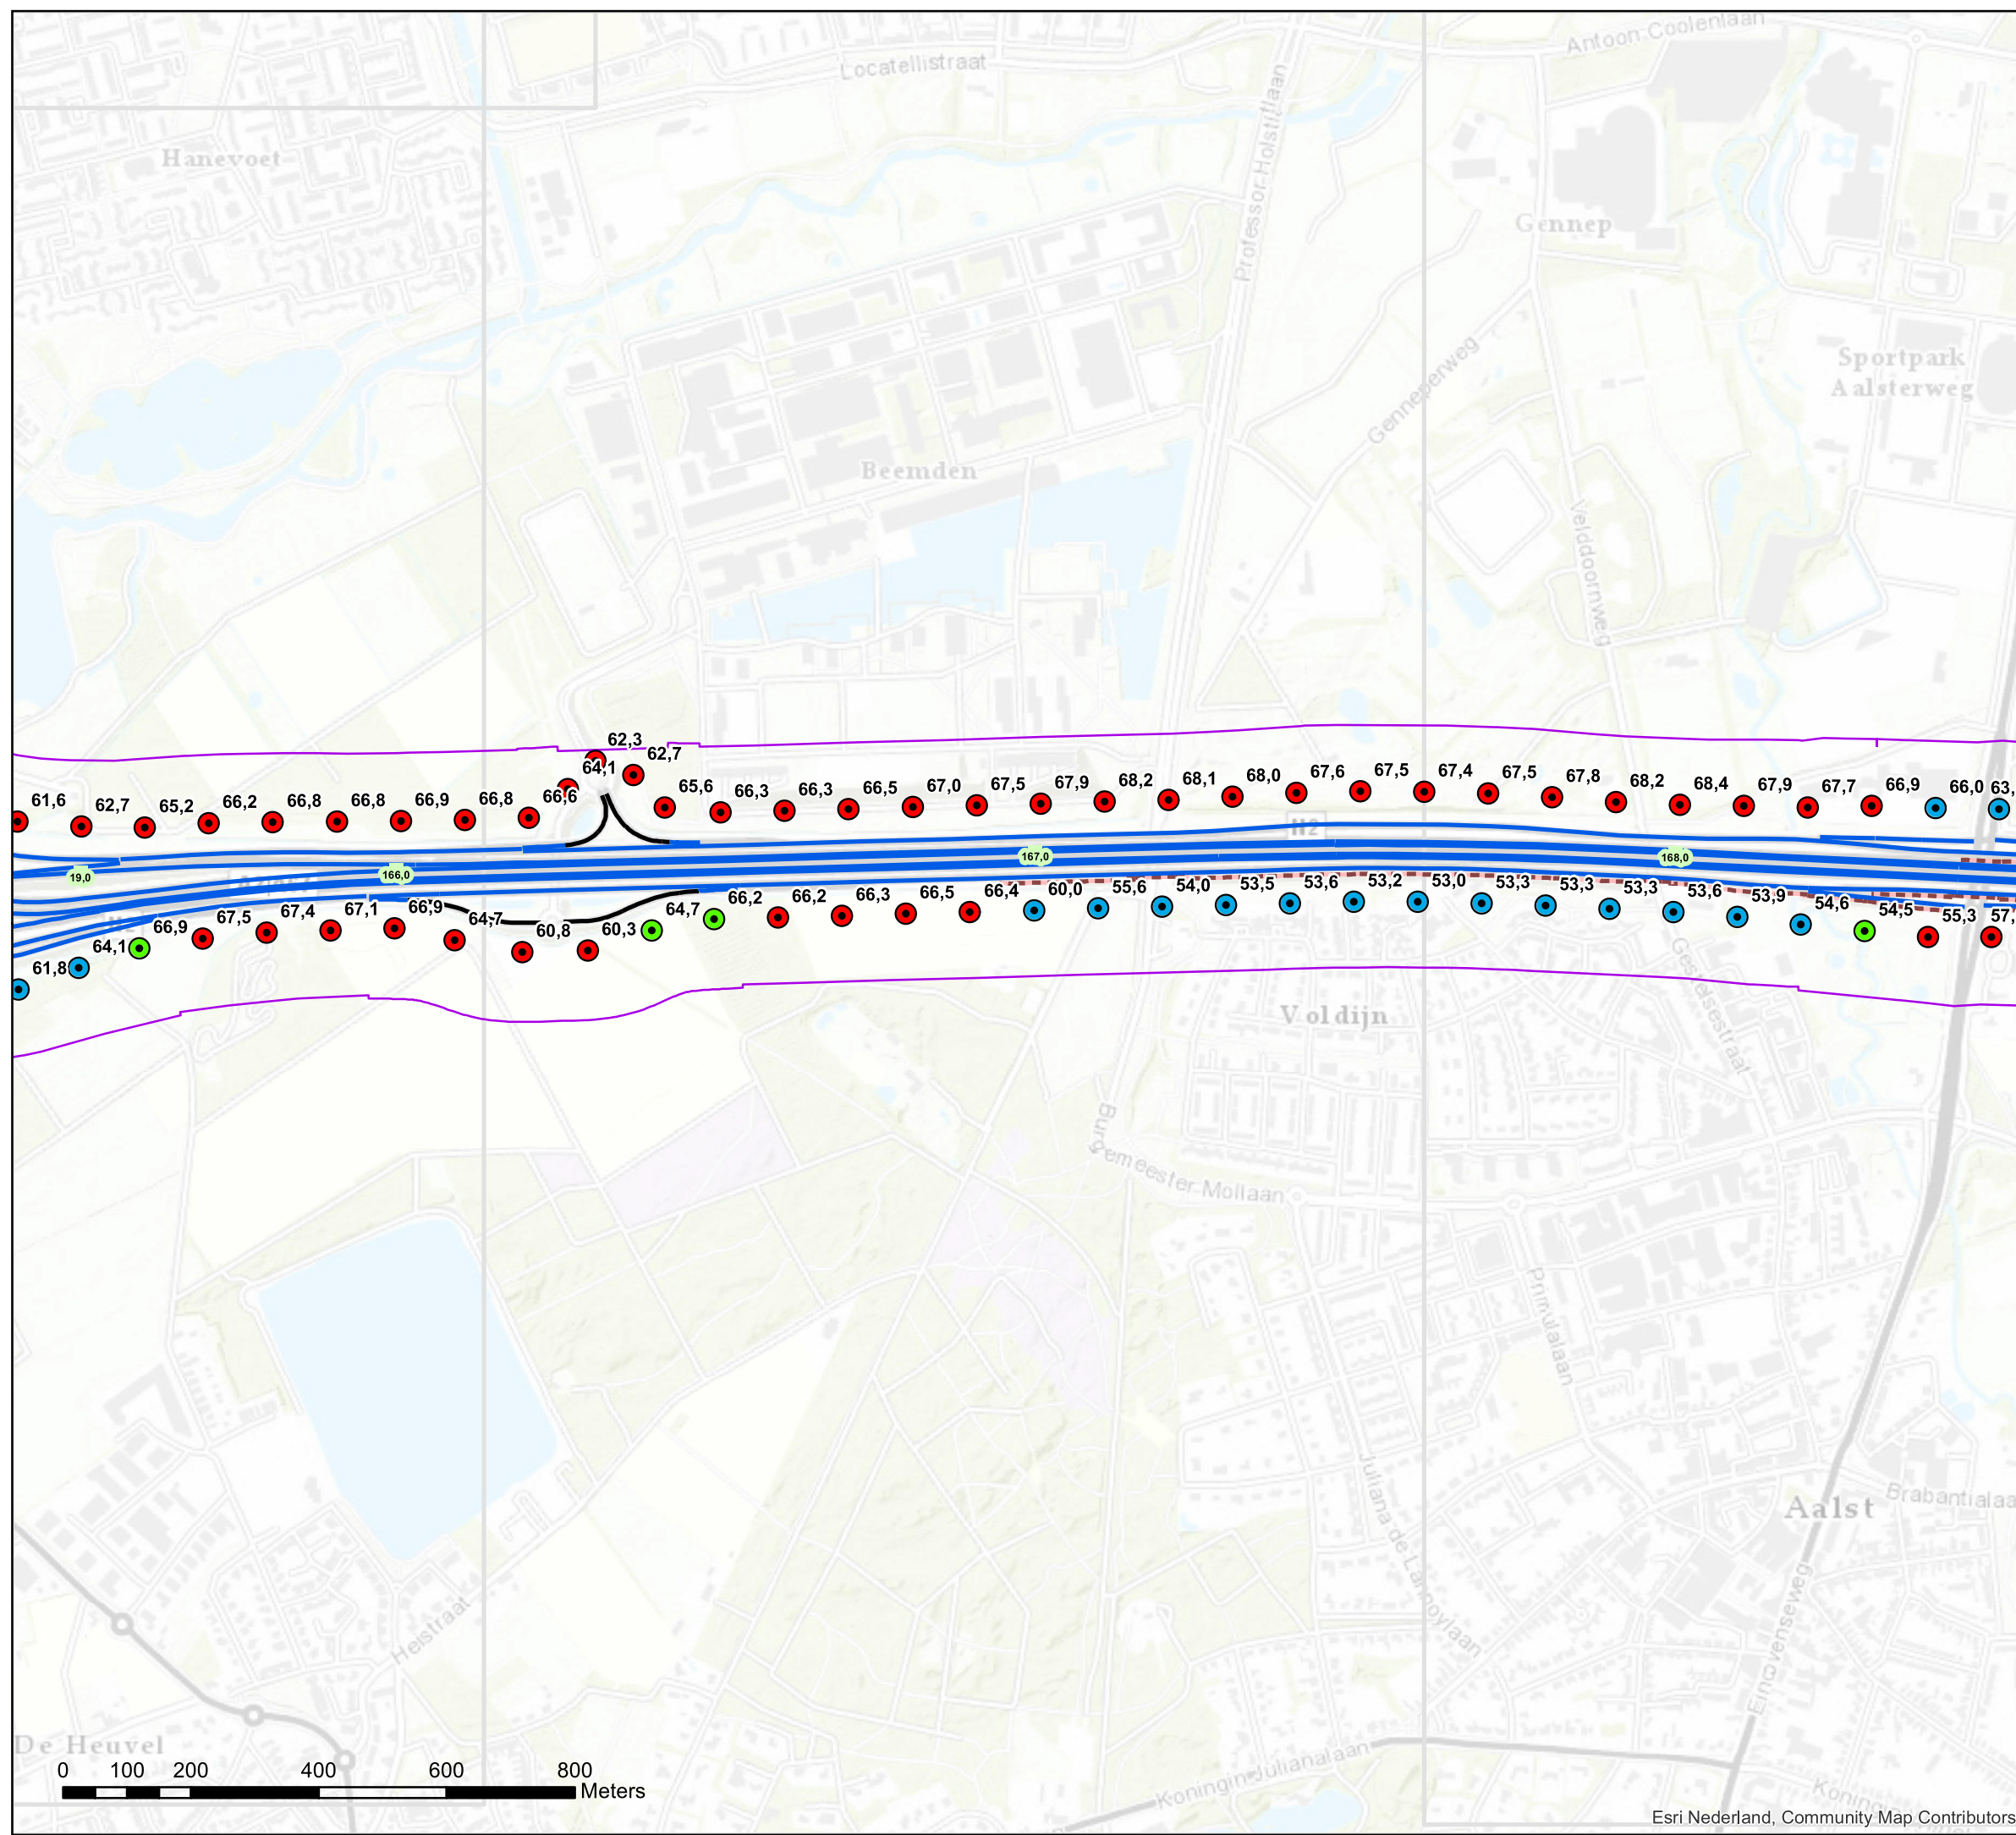 Antoon Coolenlaan
Locatellistraat
Hanevoet
Professor Holstlaan
Gennep
Sportpark
Aalsterweg
Genneperweg
Beemden
Velddoornweg
62,3
62,7
64,1
61,6 62,7 65,2 66,2 66,8 66,8 66,9 66,8 66,6 65,6 66,3 66,3 66,5 67,0 67,5 67,9 68,2 68,1 68,0 67,6 67,5 67,4 67,5 67,8 68,2 68,4 67,9 67,7 66,9 66,0 63,
N2
19,0 166,0 167,0 168,0
61,8 64,1 66,9 67,5 67,4 67,1 66,9 64,7 60,8 60,3 64,7 66,2 66,2 66,3 66,5 66,4 60,0 55,6 54,0 53,5 53,6 53,2 53,0 53,3 53,3 53,3 53,6 53,9 54,6 54,5 55,3 57,
N2
Voldijn
Gestelsestraat
Burgemeester Mollaan
Primulaan
Juliana de Lannoylaan
Aalst
Brabantialaa
Eindhovenseweg
Heistraat
De Heuvel
Koningin Julianalaan
Koning
0 100 200 400 600 800
Meters
Esri Nederland, Community Map Contributors